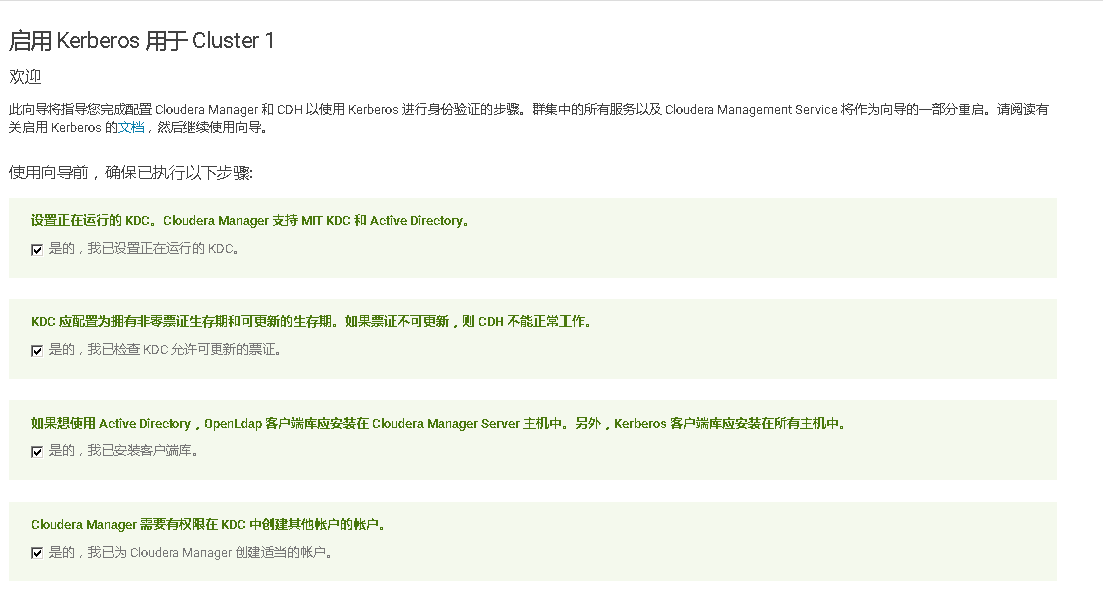 启用 Kerberos 用于 Cluster 1
欢迎
此向导将指导您完成配置 Cloudera Manager 和 CDH 以使用 Kerberos 进行身份验证的步骤。群集中的所有服务以及 Cloudera Management Service 将作为向导的一部分重启。请阅读有
关启用 Kerberos 的文档，然后继续使用向导。
使用向导前，确保已执行以下步骤:
设置正在运行的 KDC。Cloudera Manager 支持 MIT KDC 和 Active Directory。
是的，我已设置正在运行的 KDC。
KDC 应配置为拥有非零票证生存期和可更新的生存期。如果票证不可更新，则 CDH 不能正常工作。
是的，我已检查 KDC 允许可更新的票证。
如果想使用 Active Directory，OpenLdap 客户端库应安装在 Cloudera Manager Server 主机中。另外，Kerberos 客户端库应安装在所有主机中。
是的，我已安装客户端库。
Cloudera Manager 需要有权限在 KDC 中创建其他帐户的帐户。
是的，我已为 Cloudera Manager 创建适当的帐户。